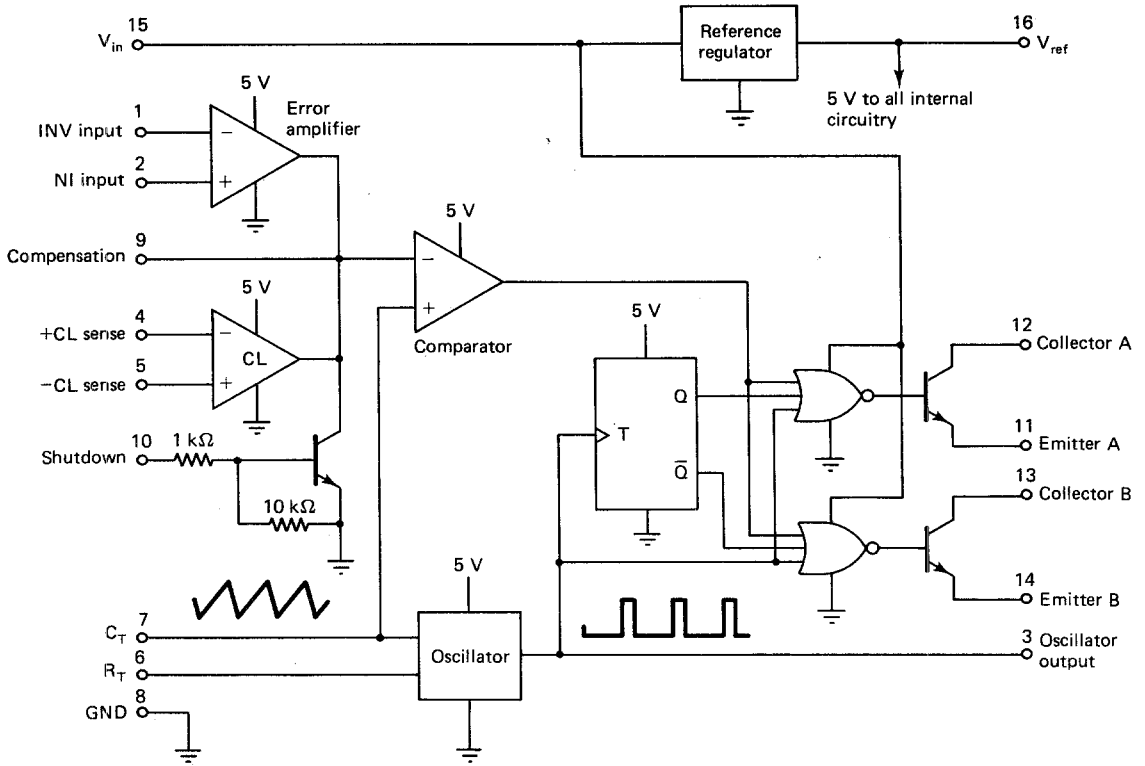 15
V_in
Reference
regulator
16
V_ref
5 V to all internal
circuitry
5 V
Error
amplifier
1
INV input
−
2
NI input
+
5 V
9
Compensation
−
+
Comparator
5 V
4
+CL sense
−
CL
5
−CL sense
+
10
Shutdown
1 kΩ
10 kΩ
5 V
Q
T
Q̅
12
Collector A
11
Emitter A
13
Collector B
14
Emitter B
5 V
7
C_T
Oscillator
6
R_T
8
GND
3
Oscillator
output